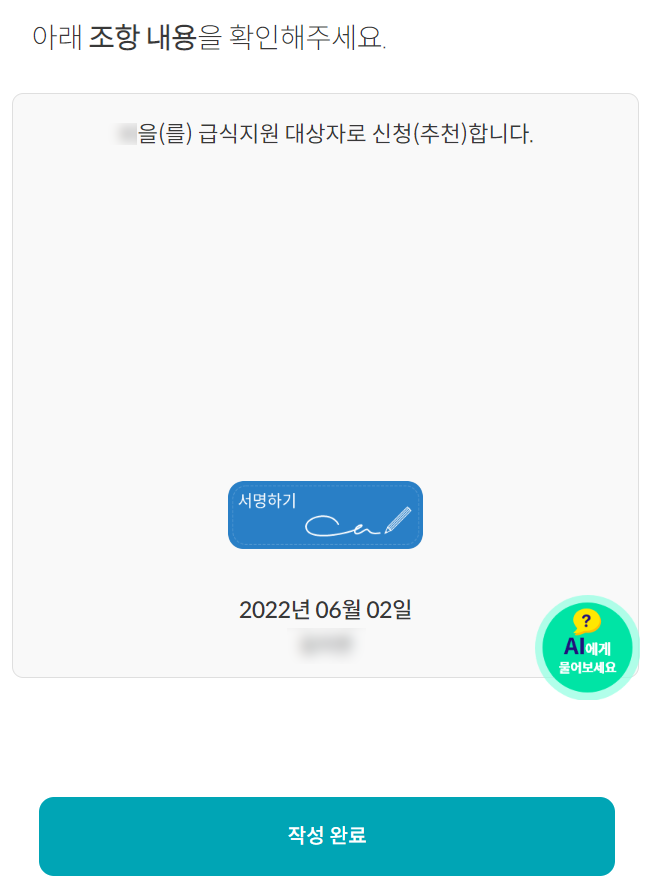 아래 조항 내용을 확인해주세요.
을(를) 급식지원 대상자로 신청(추천)합니다.
서명하기
2022년 06월 02일
?
AI에게
물어보세요
작성 완료